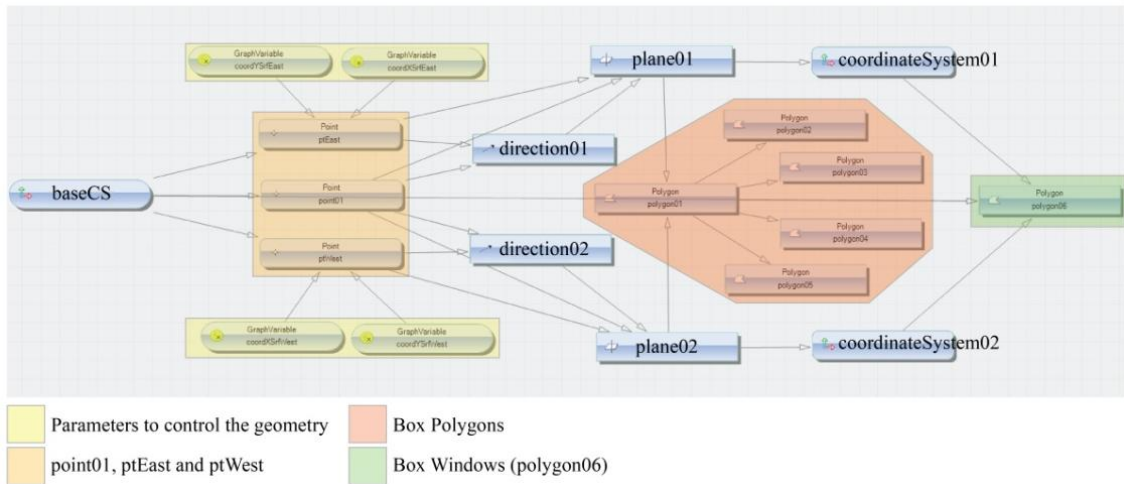 GraphVariable
coordYSrfEast
GraphVariable
coordXSrfEast
plane01
coordinateSystem01
Polygon
polygon02
Point
ptEast
direction01
Polygon
polygon03
baseCS
Point
point01
Polygon
polygon01
Polygon
polygon06
Polygon
polygon04
Point
ptWest
direction02
Polygon
polygon05
GraphVariable
coordXSrfWest
GraphVariable
coordYSrfWest
plane02
coordinateSystem02
Parameters to control the geometry
Box Polygons
point01, ptEast and ptWest
Box Windows (polygon06)